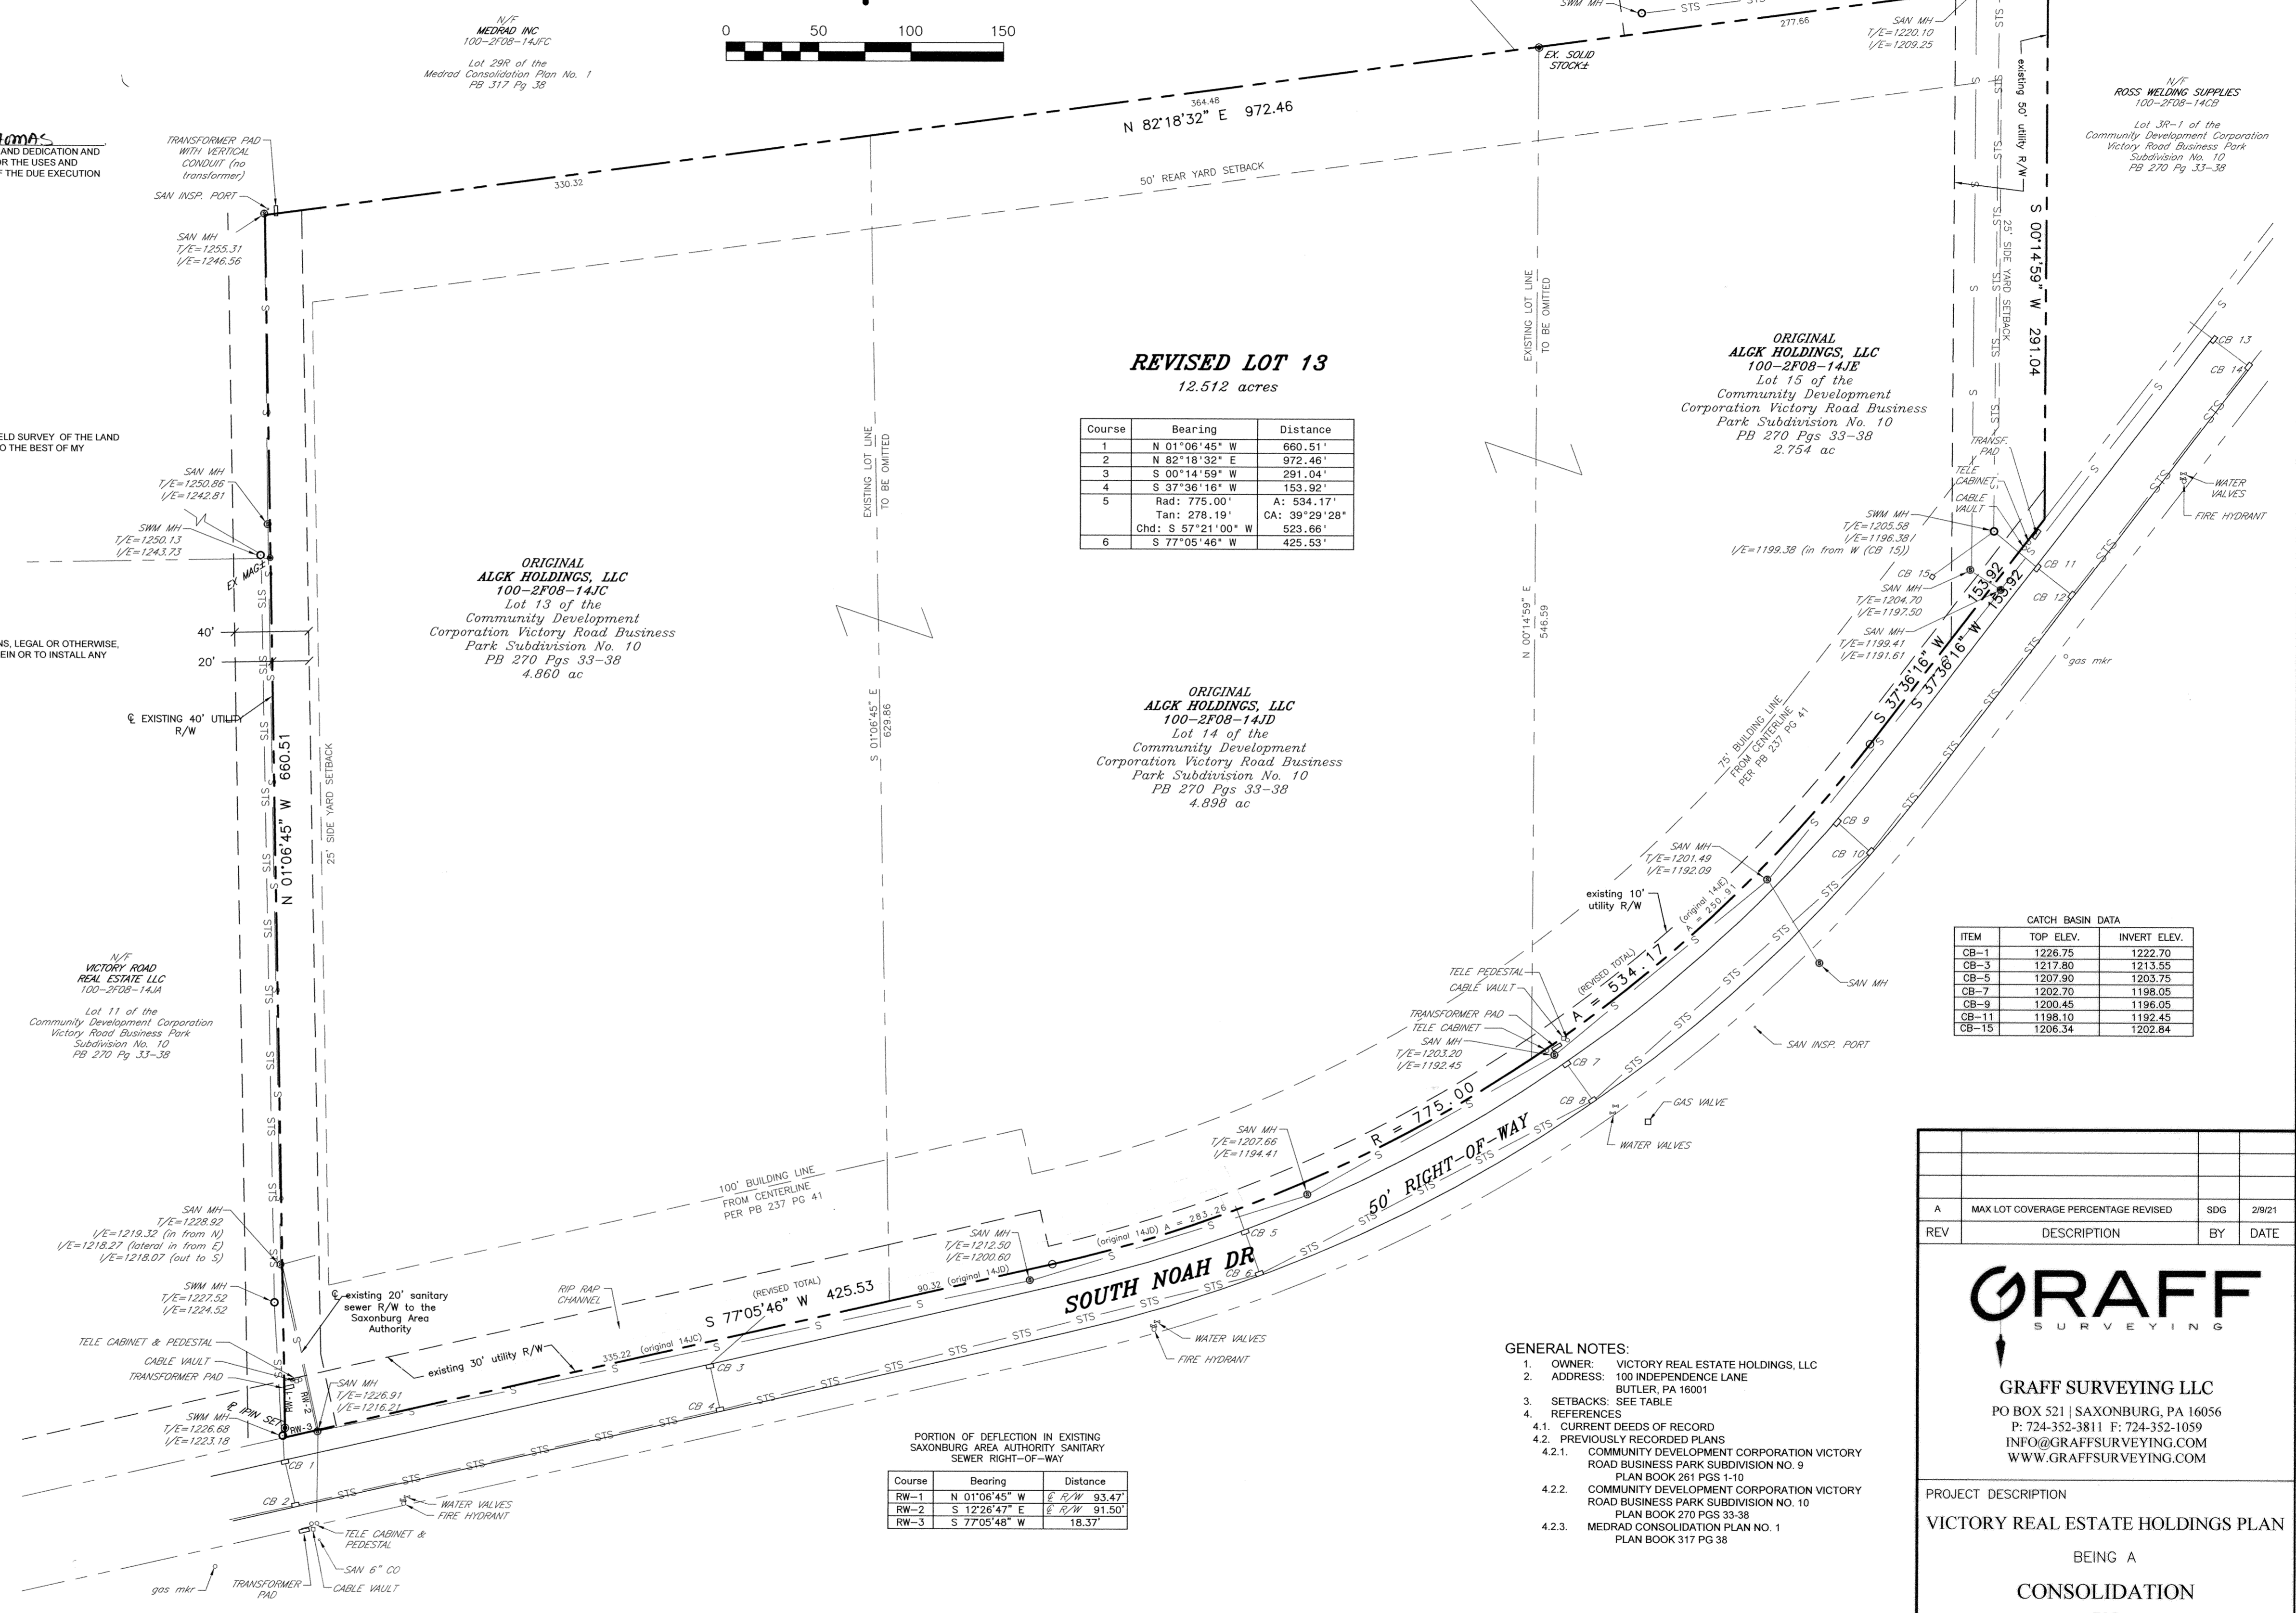 N/F
MEDRAD INC
100-2F08-14JFC
Lot 29R of the
Medrad Consolidation Plan No. 1
PB 317 Pg 38
0 50 100 150
SWM MH
STS
277.66
EX. SOLID
STOCK±
SAN MH
T/E=1220.10
I/E=1209.25
existing 50' utility R/W
N/F
ROSS WELDING SUPPLIES
100-2F08-14CB
Lot 3R-1 of the
Community Development Corporation
Victory Road Business Park
Subdivision No. 10
PB 270 Pg 33-38
AND DEDICATION AND
OR THE USES AND
F THE DUE EXECUTION
TRANSFORMER PAD
WITH VERTICAL
CONDUIT (no
transformer)
SAN INSP. PORT
SAN MH
T/E=1255.31
I/E=1246.56
330.32
364.48
N 82°18'32" E 972.46
50' REAR YARD SETBACK
S 00°14'59" W 291.04
25' SIDE YARD SETBACK
ELD SURVEY OF THE LAND
O THE BEST OF MY
SAN MH
T/E=1250.86
I/E=1242.81
SWM MH
T/E=1250.13
I/E=1243.73
EX MAG±
NS, LEGAL OR OTHERWISE,
EIN OR TO INSTALL ANY
40'
20'
℄ EXISTING 40' UTILITY
R/W
N 01°06'45" W 660.51
25' SIDE YARD SETBACK
ORIGINAL
ALGK HOLDINGS, LLC
100-2F08-14JC
Lot 13 of the
Community Development
Corporation Victory Road Business
Park Subdivision No. 10
PB 270 Pgs 33-38
4.860 ac
EXISTING LOT LINE
TO BE OMITTED
S 01°06'45" E
629.86
REVISED LOT 13
12.512 acres
Course Bearing Distance
1 N 01°06'45" W 660.51'
2 N 82°18'32" E 972.46'
3 S 00°14'59" W 291.04'
4 S 37°36'16" W 153.92'
5 Rad: 775.00' A: 534.17'
Tan: 278.19' CA: 39°29'28"
Chd: S 57°21'00" W 523.66'
6 S 77°05'46" W 425.53'
ORIGINAL
ALGK HOLDINGS, LLC
100-2F08-14JD
Lot 14 of the
Community Development
Corporation Victory Road Business
Park Subdivision No. 10
PB 270 Pgs 33-38
4.898 ac
EXISTING LOT LINE
TO BE OMITTED
N 00°14'59" E
546.59
ORIGINAL
ALGK HOLDINGS, LLC
100-2F08-14JE
Lot 15 of the
Community Development
Corporation Victory Road Business
Park Subdivision No. 10
PB 270 Pgs 33-38
2.754 ac
TRANSF.
PAD
TELE
CABINET
CABLE
VAULT
SWM MH
T/E=1205.58
I/E=1196.38
I/E=1199.38 (in from W (CB 15))
CB 15
SAN MH
T/E=1204.70
I/E=1197.50
SAN MH
T/E=1199.41
I/E=1191.61
153.92
153.92
S 37°36'16" W
S 37°36'16" W
CB 13
CB 14
WATER
VALVES
FIRE HYDRANT
CB 11
CB 12
gas mkr
75' BUILDING LINE
FROM CENTERLINE
PER PB 237 PG 41
CB 9
CB 10
SAN MH
T/E=1201.49
I/E=1192.09
existing 10'
utility R/W
(original 14JE)
A = 250.91
(REVISED TOTAL)
A = 534.17
R = 775.00
SAN MH
SAN INSP. PORT
TELE PEDESTAL
CABLE VAULT
TRANSFORMER PAD
TELE CABINET
SAN MH
T/E=1203.20
I/E=1192.45
CB 7
CB 8
GAS VALVE
WATER VALVES
CATCH BASIN DATA
ITEM TOP ELEV. INVERT ELEV.
CB-1 1226.75 1222.70
CB-3 1217.80 1213.55
CB-5 1207.90 1203.75
CB-7 1202.70 1198.05
CB-9 1200.45 1196.05
CB-11 1198.10 1192.45
CB-15 1206.34 1202.84
N/F
VICTORY ROAD
REAL ESTATE LLC
100-2F08-14JA
Lot 11 of the
Community Development Corporation
Victory Road Business Park
Subdivision No. 10
PB 270 Pg 33-38
SAN MH
T/E=1207.66
I/E=1194.41
50' RIGHT-OF-WAY
SOUTH NOAH DR
CB 5
CB 6
100' BUILDING LINE
FROM CENTERLINE
PER PB 237 PG 41
SAN MH
T/E=1212.50
I/E=1200.60
(original 14JD) A = 283.26
90.32 (original 14JD)
(REVISED TOTAL)
S 77°05'46" W 425.53
335.22 (original 14JC)
RIP RAP
CHANNEL
existing 30' utility R/W
CB 3
CB 4
WATER VALVES
FIRE HYDRANT
SAN MH
T/E=1228.92
I/E=1219.32 (in from N)
I/E=1218.27 (lateral in from E)
I/E=1218.07 (out to S)
SWM MH
T/E=1227.52
I/E=1224.52
℄ existing 20' sanitary
sewer R/W to the
Saxonburg Area
Authority
TELE CABINET & PEDESTAL
CABLE VAULT
TRANSFORMER PAD
RW-1
RW-2
RW-3
SAN MH
T/E=1226.91
I/E=1216.21
IPIN SET
SWM MH
T/E=1226.68
I/E=1223.18
CB 1
CB 2
WATER VALVES
FIRE HYDRANT
TELE CABINET &
PEDESTAL
SAN 6" CO
CABLE VAULT
TRANSFORMER
PAD
gas mkr
PORTION OF DEFLECTION IN EXISTING
SAXONBURG AREA AUTHORITY SANITARY
SEWER RIGHT-OF-WAY
Course Bearing Distance
RW-1 N 01°06'45" W ℄ R/W 93.47'
RW-2 S 12°26'47" E ℄ R/W 91.50'
RW-3 S 77°05'48" W 18.37'
GENERAL NOTES:
1. OWNER: VICTORY REAL ESTATE HOLDINGS, LLC
2. ADDRESS: 100 INDEPENDENCE LANE
BUTLER, PA 16001
3. SETBACKS: SEE TABLE
4. REFERENCES
4.1. CURRENT DEEDS OF RECORD
4.2. PREVIOUSLY RECORDED PLANS
4.2.1. COMMUNITY DEVELOPMENT CORPORATION VICTORY
ROAD BUSINESS PARK SUBDIVISION NO. 9
PLAN BOOK 261 PGS 1-10
4.2.2. COMMUNITY DEVELOPMENT CORPORATION VICTORY
ROAD BUSINESS PARK SUBDIVISION NO. 10
PLAN BOOK 270 PGS 33-38
4.2.3. MEDRAD CONSOLIDATION PLAN NO. 1
PLAN BOOK 317 PG 38
A MAX LOT COVERAGE PERCENTAGE REVISED SDG 2/9/21
REV DESCRIPTION BY DATE
GRAFF
SURVEYING
GRAFF SURVEYING LLC
PO BOX 521 | SAXONBURG, PA 16056
P: 724-352-3811 F: 724-352-1059
INFO@GRAFFSURVEYING.COM
WWW.GRAFFSURVEYING.COM
PROJECT DESCRIPTION
VICTORY REAL ESTATE HOLDINGS PLAN
BEING A
CONSOLIDATION